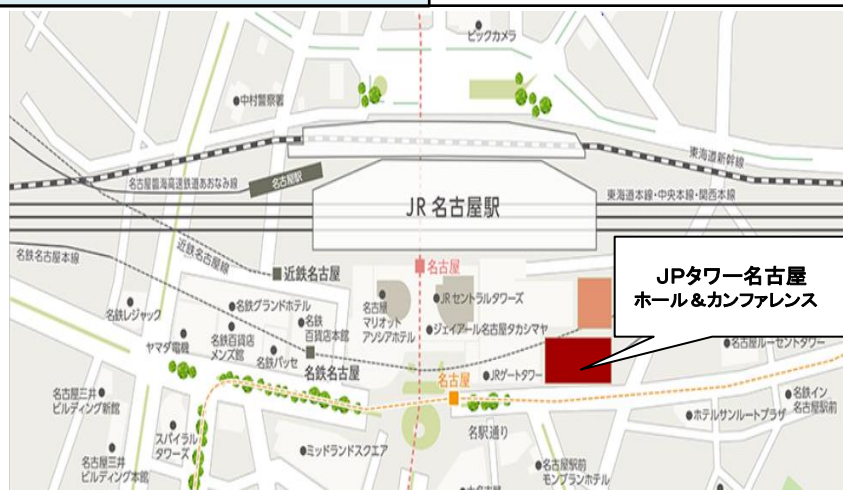 ビックカメラ
中村警察署
東海道新幹線
名古屋臨海高速鉄道あおなみ線
名古屋駅
JR 名古屋駅
東海道本線・中央本線・関西本線
名鉄名古屋本線
近鉄名古屋線
近鉄名古屋
名古屋
JPタワー名古屋
ホール＆カンファレンス
名鉄レジャック
名鉄グランドホテル
名鉄
百貨店本館
名古屋
マリオット
アソシアホテル
JRセントラルタワーズ
ジェイアール名古屋タカシマヤ
ヤマダ電機
名鉄百貨店
メンズ館
名鉄パッセ
名鉄名古屋
名古屋
JRゲートタワー
名古屋ルーセントタワー
名古屋三井
ビルディング新館
名鉄イン
名古屋駅前
スパイラル
タワーズ
名駅通り
ホテルサンルートプラザ
ミッドランドスクエア
名古屋三井
ビルディング本館
名古屋駅前
モンブランホテル